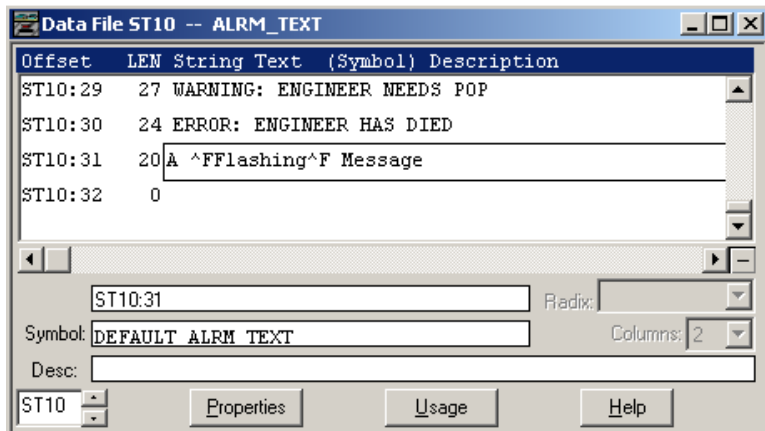 Data File ST10 -- ALRM_TEXT
Offset LEN String Text (Symbol) Description
ST10:29 27 WARNING: ENGINEER NEEDS POP
ST10:30 24 ERROR: ENGINEER HAS DIED
ST10:31 20 A ^FFlashing^F Message
ST10:32 0
ST10:31 Radix:
Symbol: DEFAULT ALRM TEXT Columns: 2
Desc:
ST10 Properties Usage Help